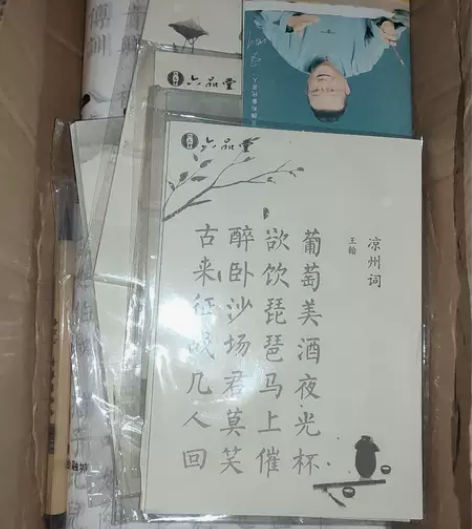 六品堂
六品堂
凉州词
王翰
葡萄美酒夜光杯
欲饮琵琶马上催
醉卧沙场君莫笑
古来征战几人回
傅訓